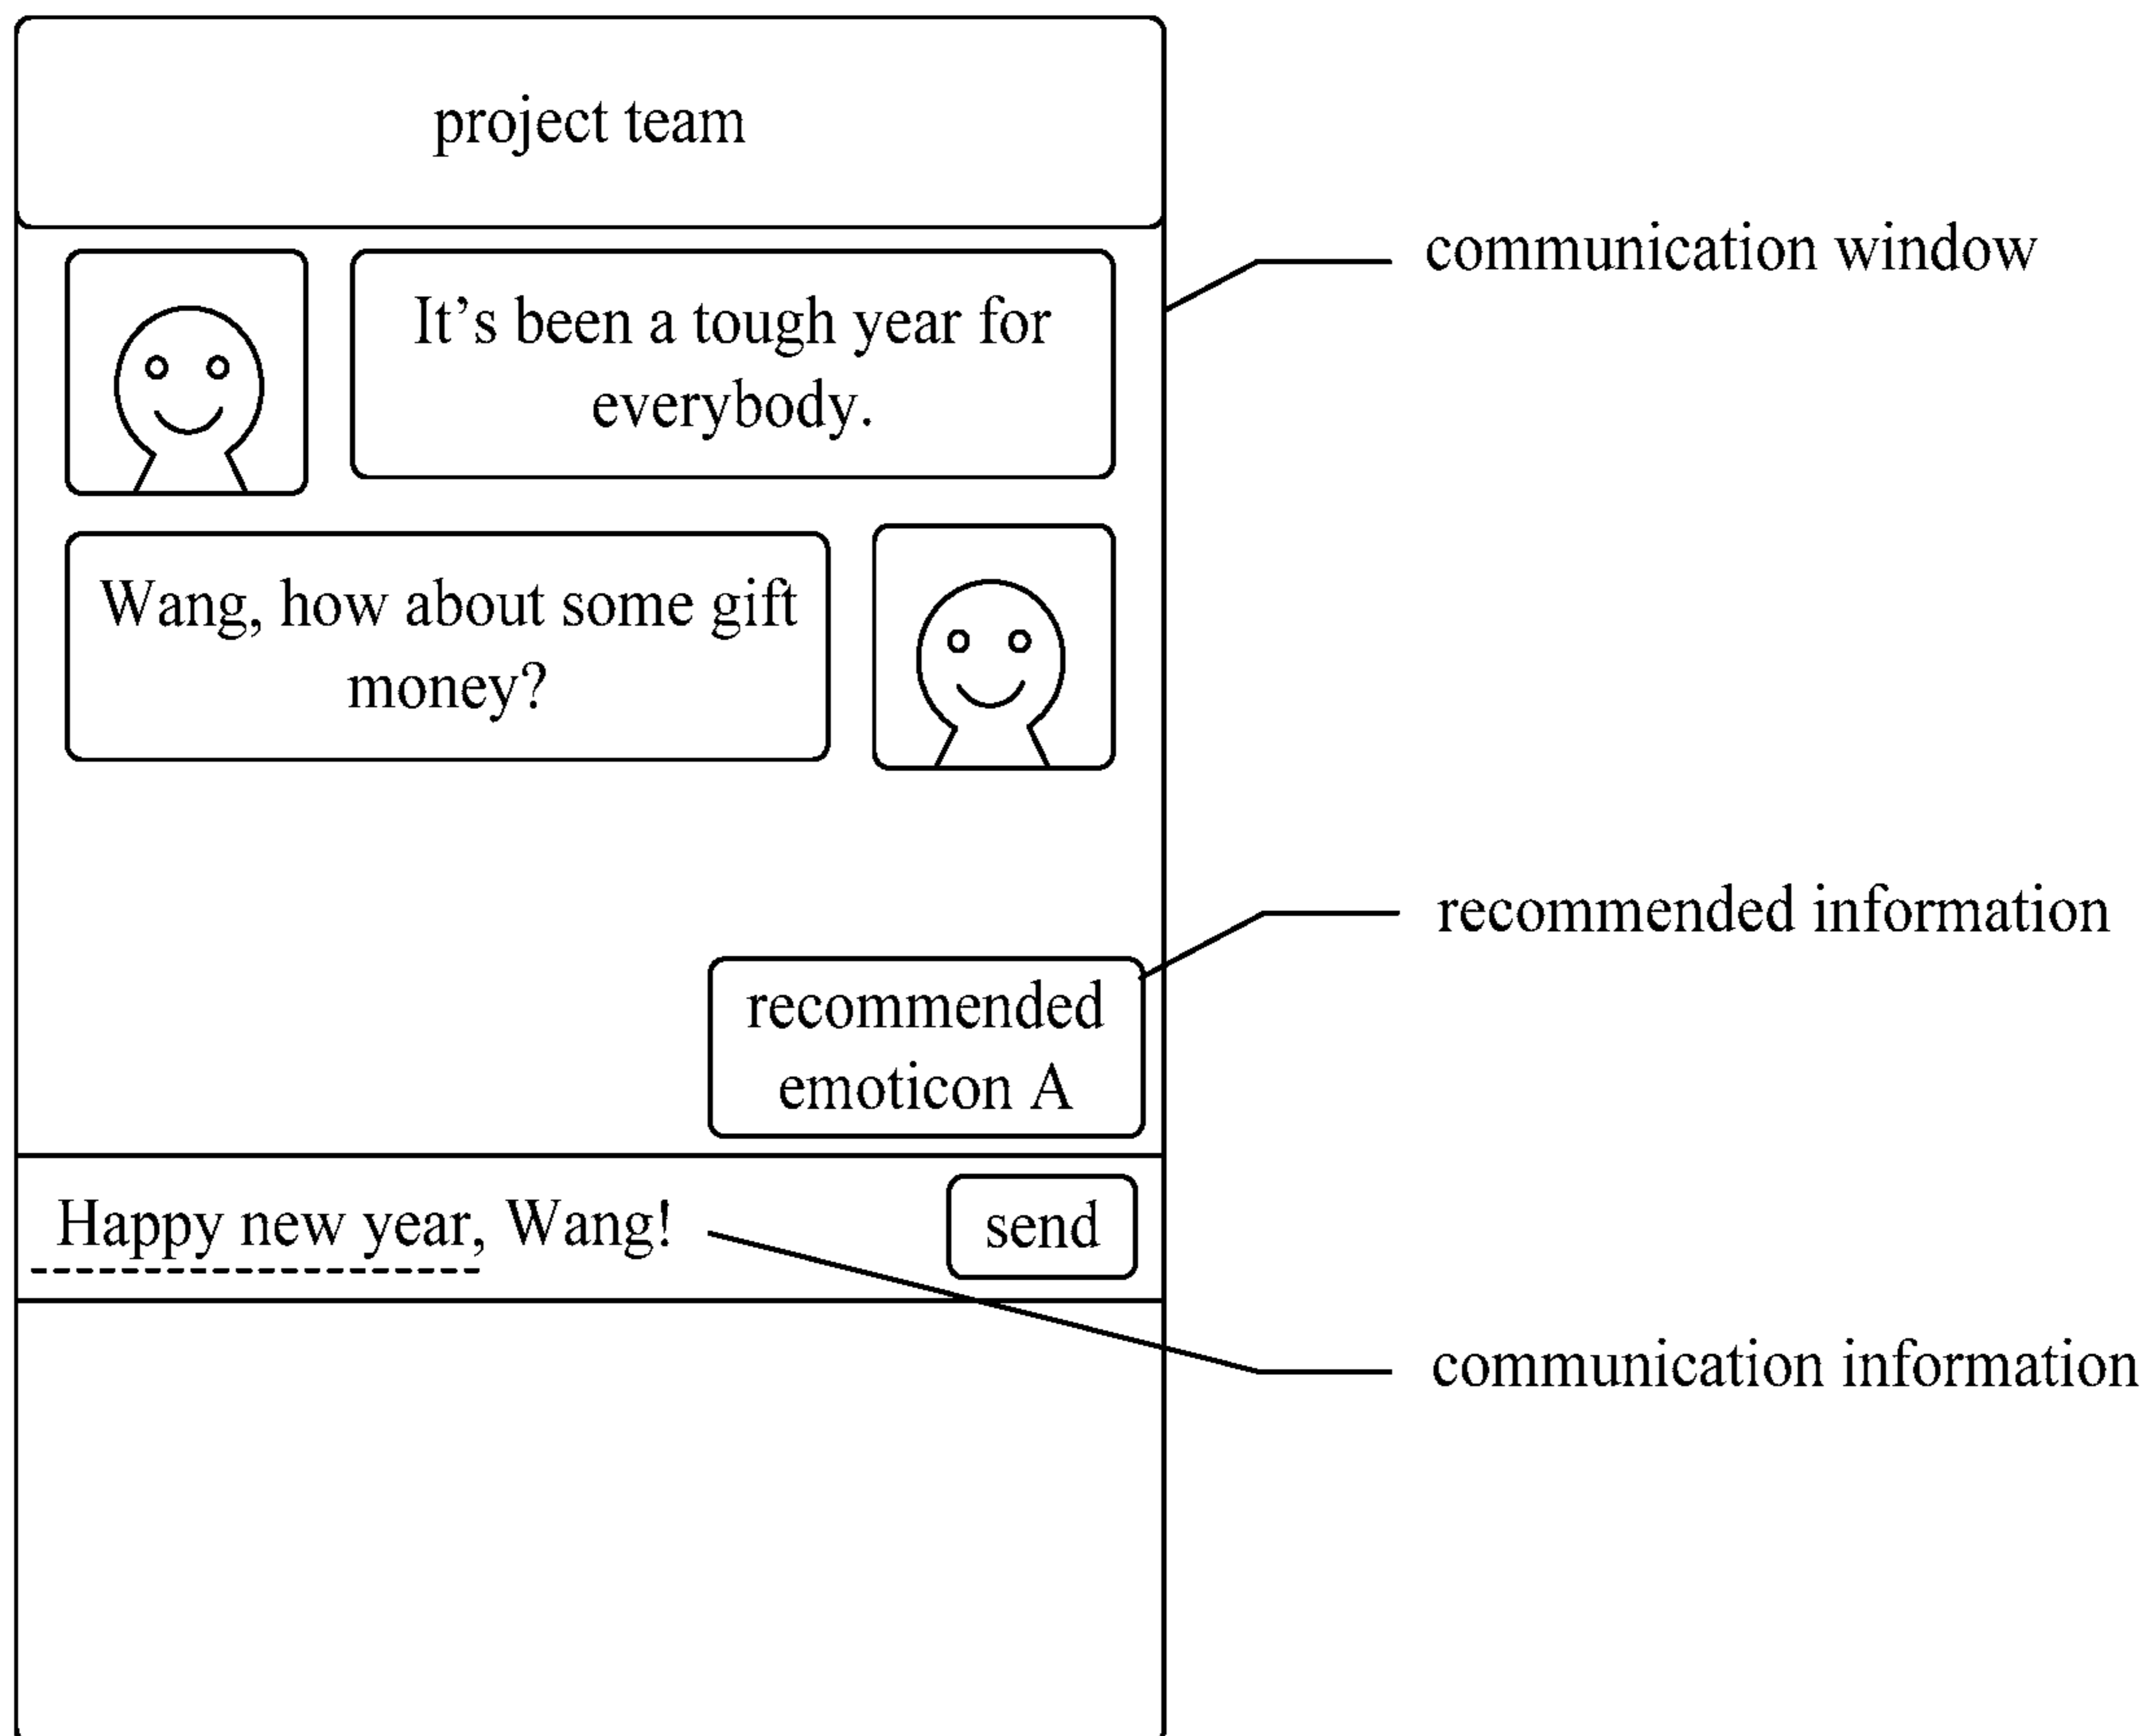 project team
communication window
It’s been a tough year for
everybody.
Wang, how about some gift
money?
recommended information
recommended
emoticon A
Happy new year, Wang!
send
communication information